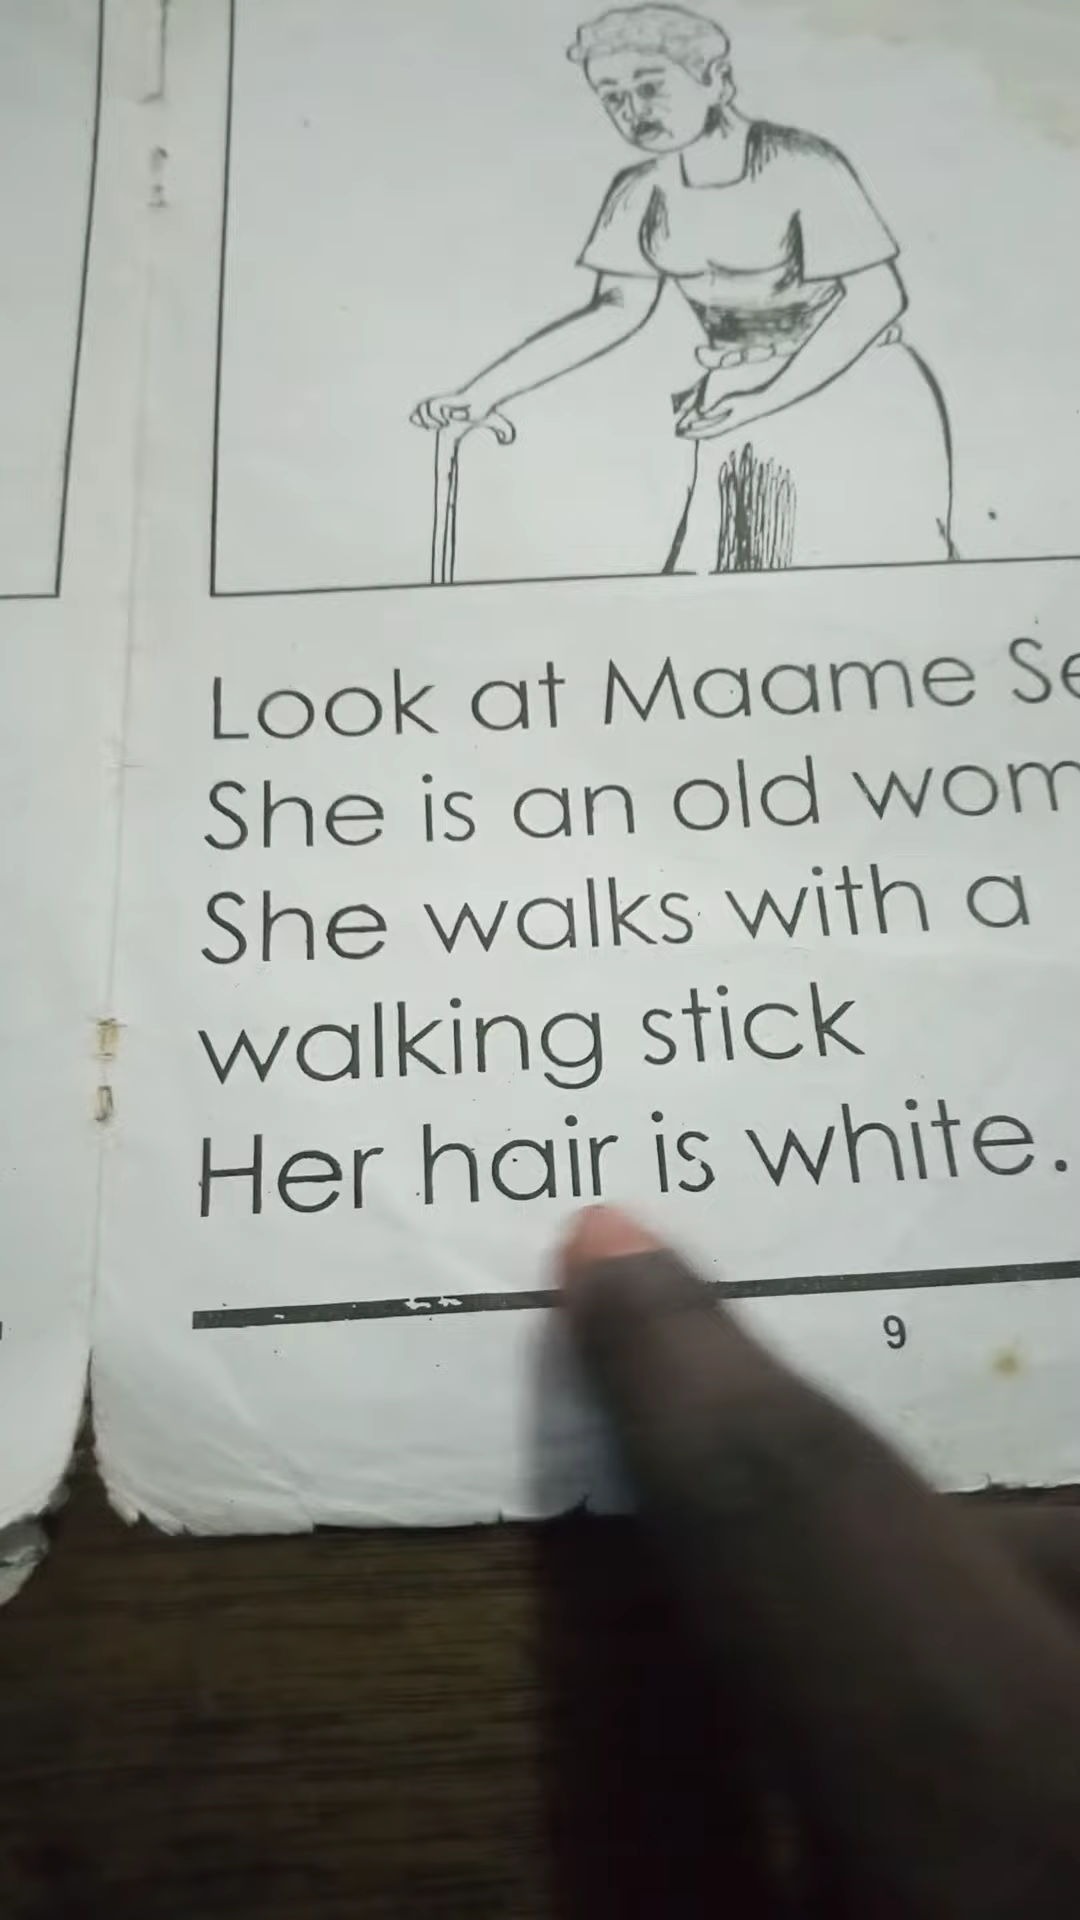 Look at Maame
She is an old
She walks with a
walking stick
Her hair is white.
9